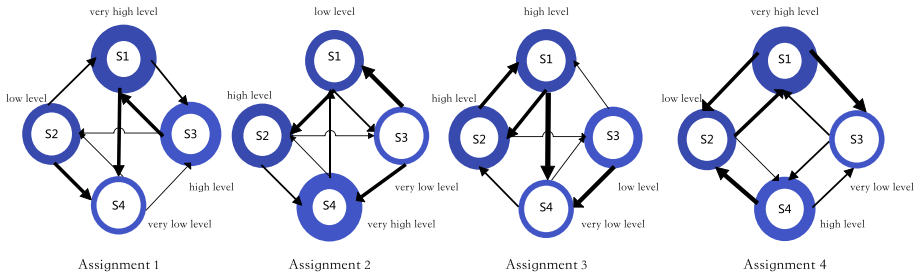 very high level
S1
low level
S2
S3
high level
S4
very low level
Assignment 1
low level
S1
high level
S2
S3
very low level
S4
very high level
Assignment 2
high level
S1
high level
S2
S3
low level
S4
very low level
Assignment 3
very high level
S1
low level
S2
S3
very low level
S4
high level
Assignment 4